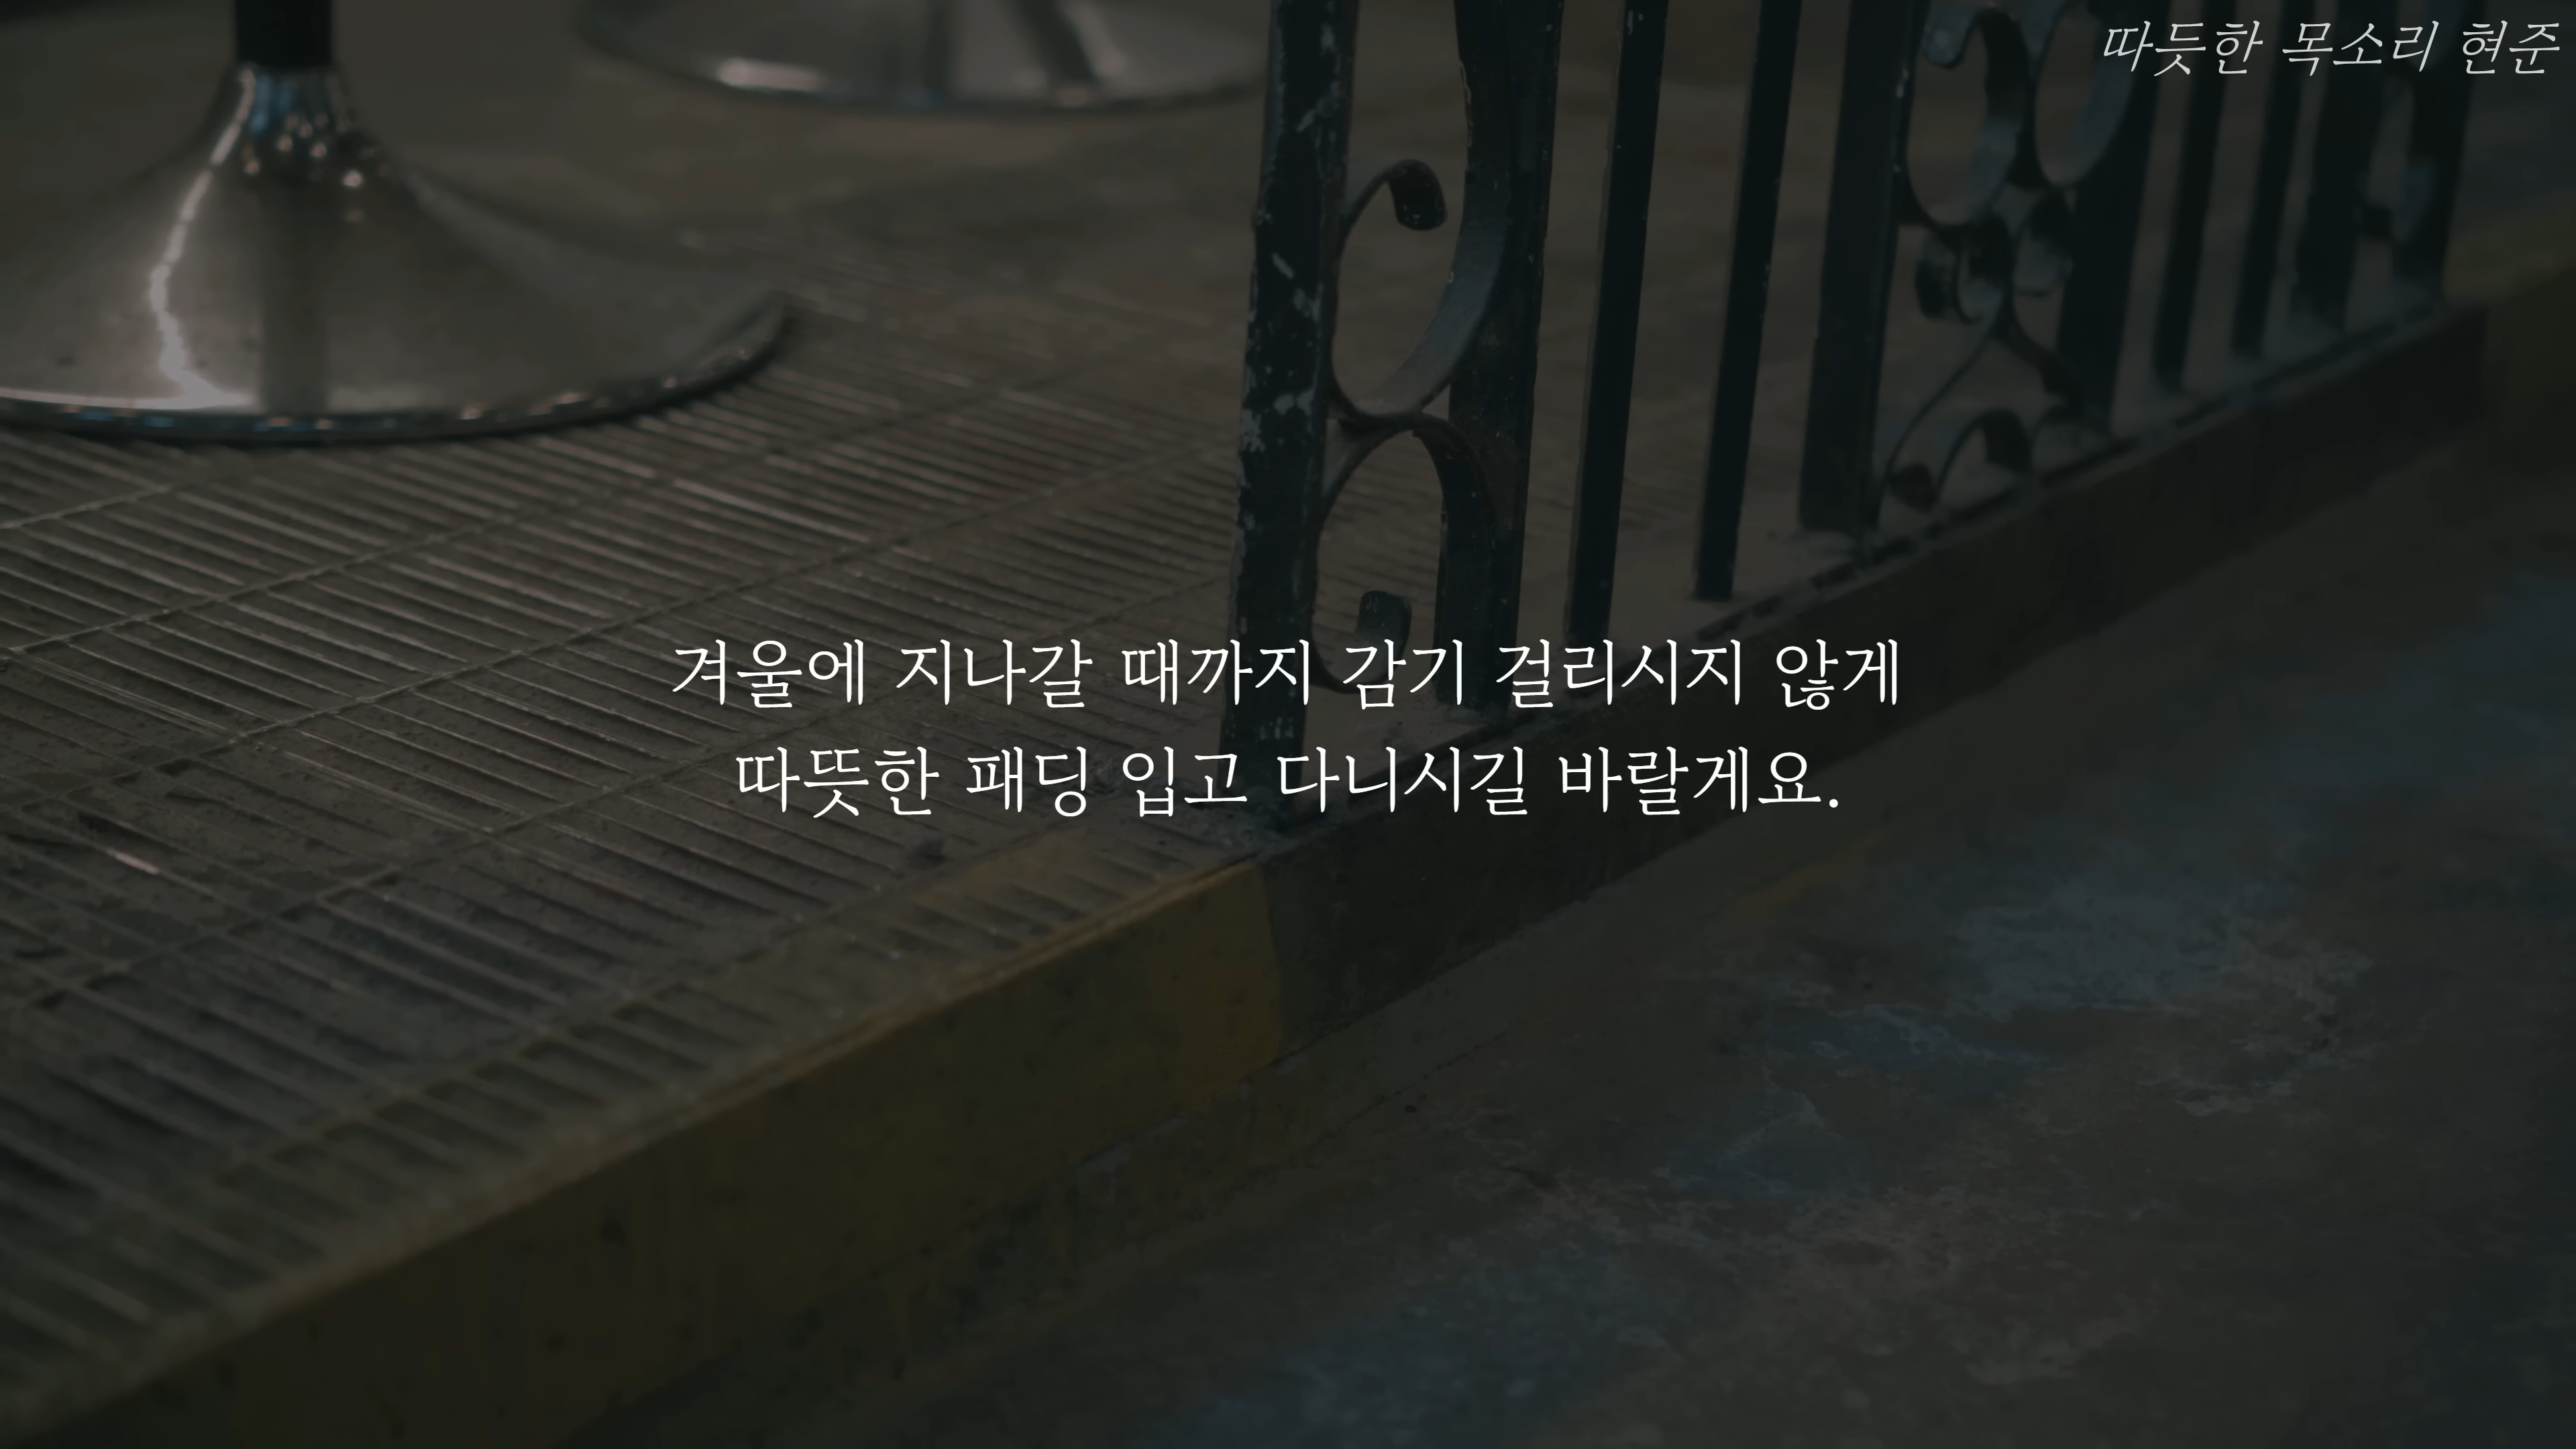 따듯한 목소리 현준
겨울에 지나갈 때까지 감기 걸리시지 않게
따뜻한 패딩 입고 다니시길 바랄게요.